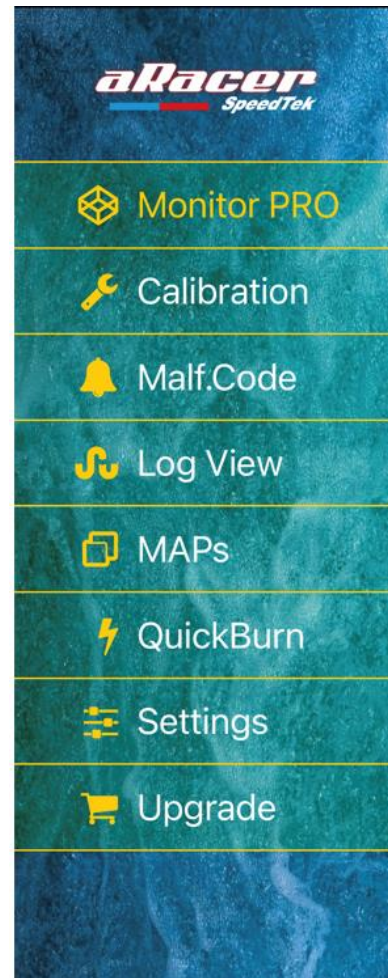 aRacer
SpeedTek
Monitor PRO
Calibration
Malf.Code
Log View
MAPs
QuickBurn
Settings
Upgrade